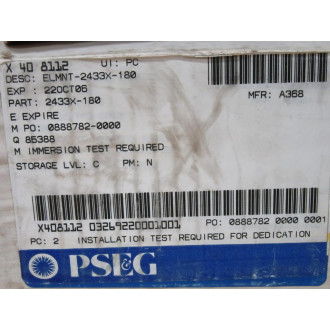 X 40 8112 UI: PC
DESC: ELMNT-2433X-180
EXP : 22OCT06
PART: 2433X-180 MFR: A368
E EXPIRE
M PO: 0888782-0000
Q 85388
M IMMERSION TEST REQUIRED
STORAGE LVL: C PM: N
X408112 03269220001001 PO: 0888782 0000 0001
PC: 2 INSTALLATION TEST REQUIRED FOR DEDICATION
PSE&G